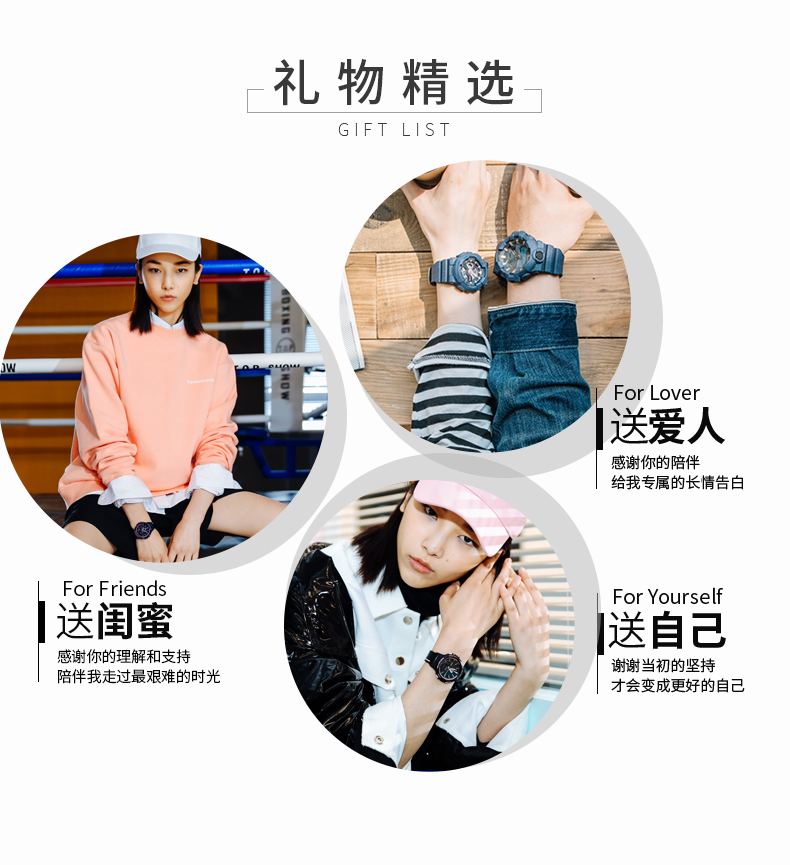 礼物精选
GIFT LIST
For Lover
送爱人
感谢你的陪伴
给我专属的长情告白
For Friends
送闺蜜
感谢你的理解和支持
陪伴我走过最艰难的时光
For Yourself
送自己
谢谢当初的坚持
才会变成更好的自己
BOXING
SHOW
T.O.P SHOW